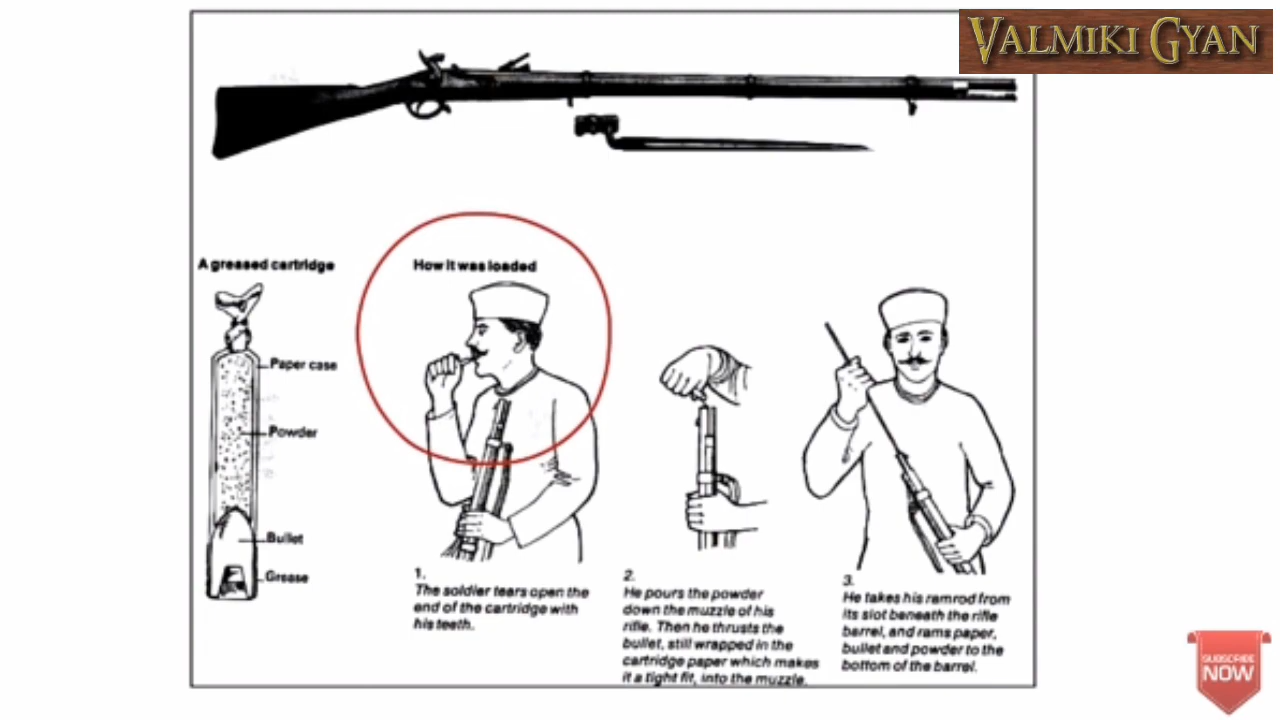 VALMIKI GYAN
A greased cartridge
How it was loaded
Paper case
Powder
Bullet
Grease
1.
The soldier tears open the
end of the cartridge with
his teeth.
2.
He pours the powder
down the muzzle of his
rifle. Then he thrusts the
bullet, still wrapped in the
cartridge paper which makes
it a tight fit, into the muzzle.
3.
He takes his ramrod from
its slot beneath the rifle
barrel, and rams paper,
bullet and powder to the
bottom of the barrel.
SUBSCRIBE
NOW